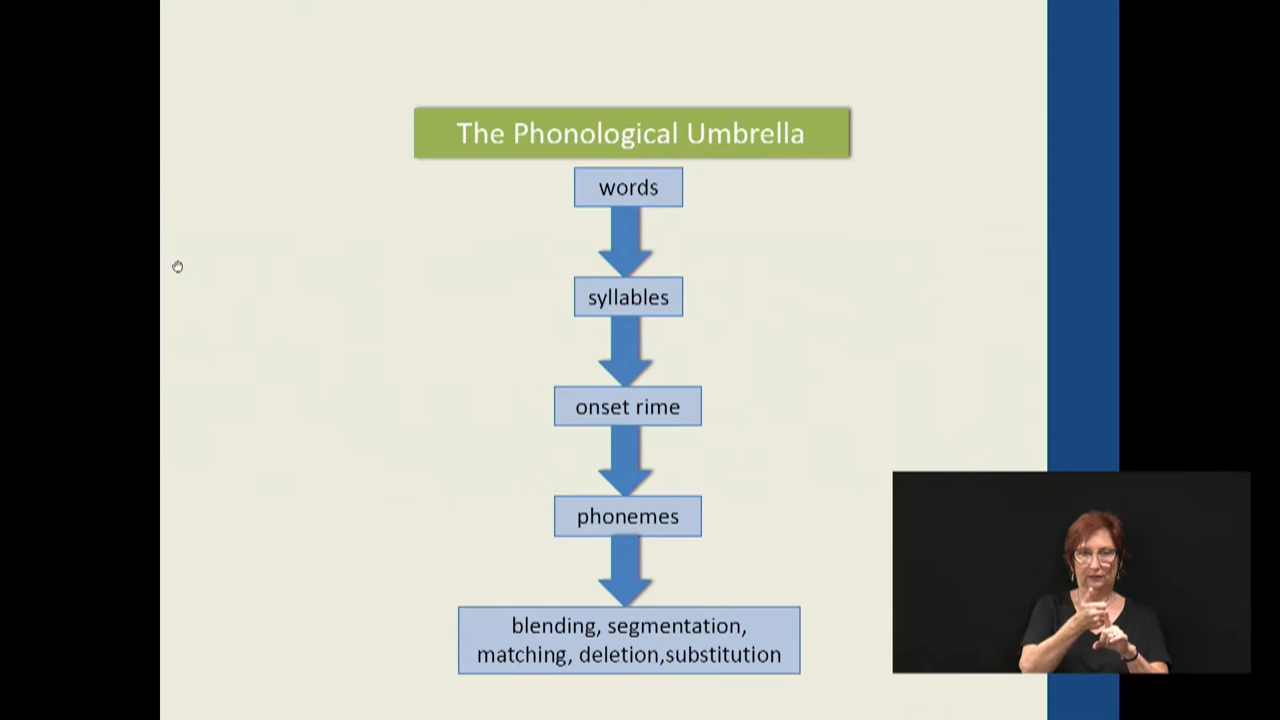 The Phonological Umbrella
words
syllables
onset rime
phonemes
blending, segmentation,
matching, deletion,substitution